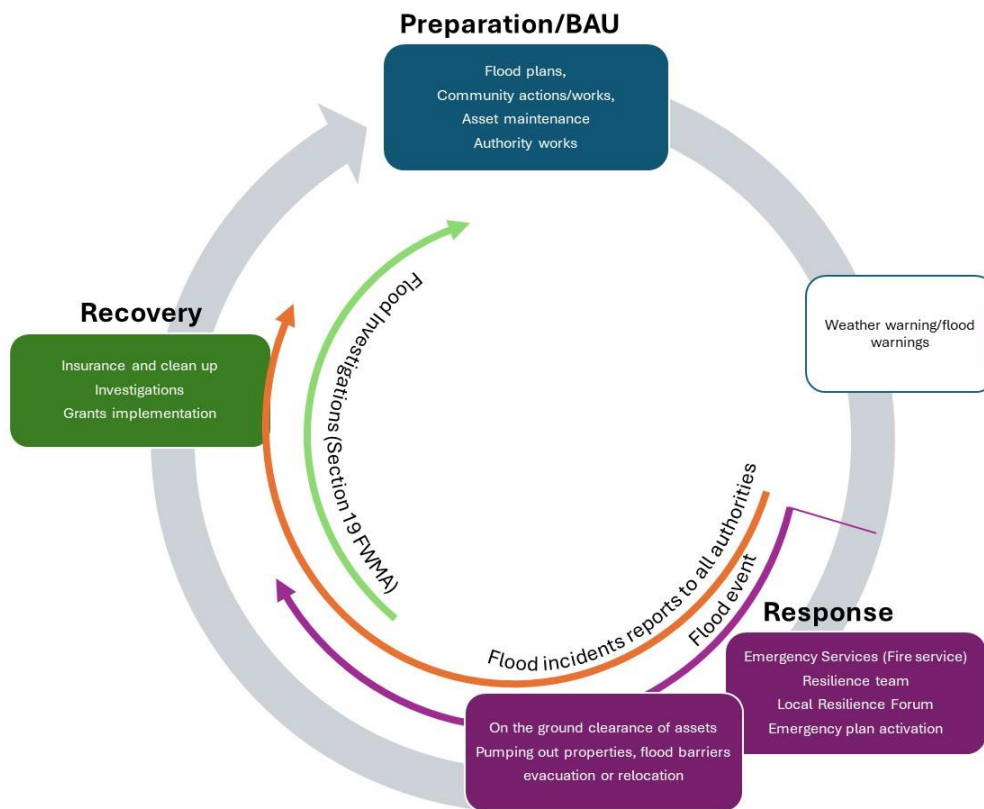 Preparation/BAU
Flood plans,
Community actions/works,
Asset maintenance
Authority works
Weather warning/flood
warnings
Response
Emergency Services (Fire service)
Resilience team
Local Resilience Forum
Emergency plan activation
On the ground clearance of assets
Pumping out properties, flood barriers
evacuation or relocation
Flood event
Flood incidents reports to all authorities
Flood Investigations (Section 19 FWMA)
Recovery
Insurance and clean up
Investigations
Grants implementation